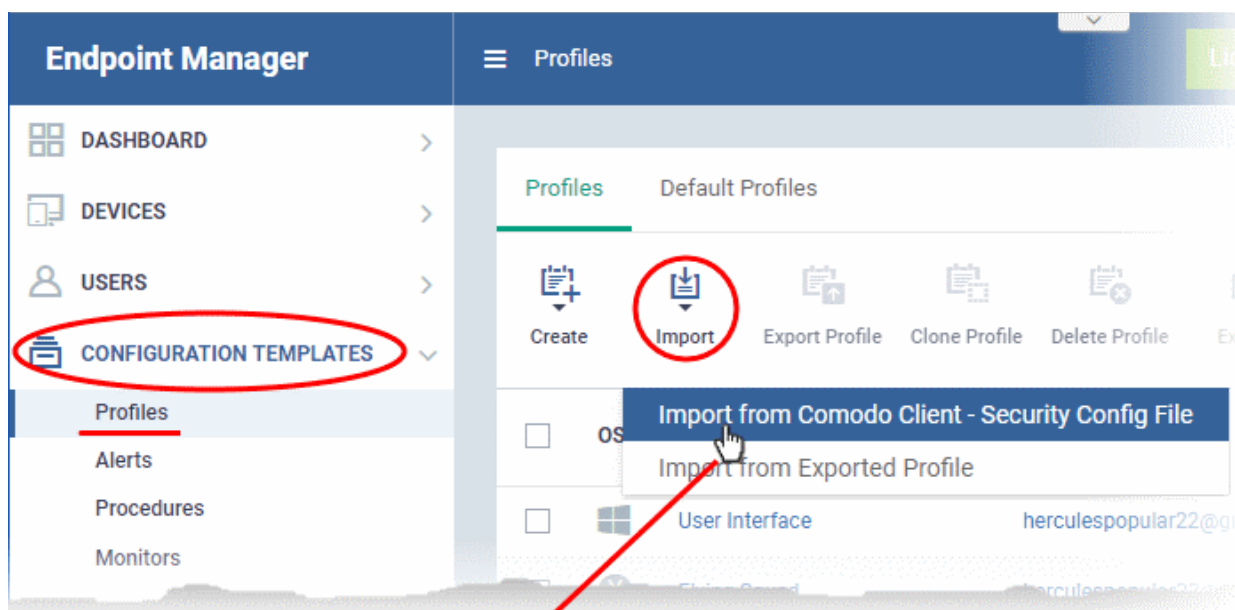 Endpoint Manager
Profiles
DASHBOARD
DEVICES
USERS
CONFIGURATION TEMPLATES
Profiles
Alerts
Procedures
Monitors
Profiles Default Profiles
Create Import Export Profile Clone Profile Delete Profile
OS
Import from Comodo Client - Security Config File
Import from Exported Profile
User Interface